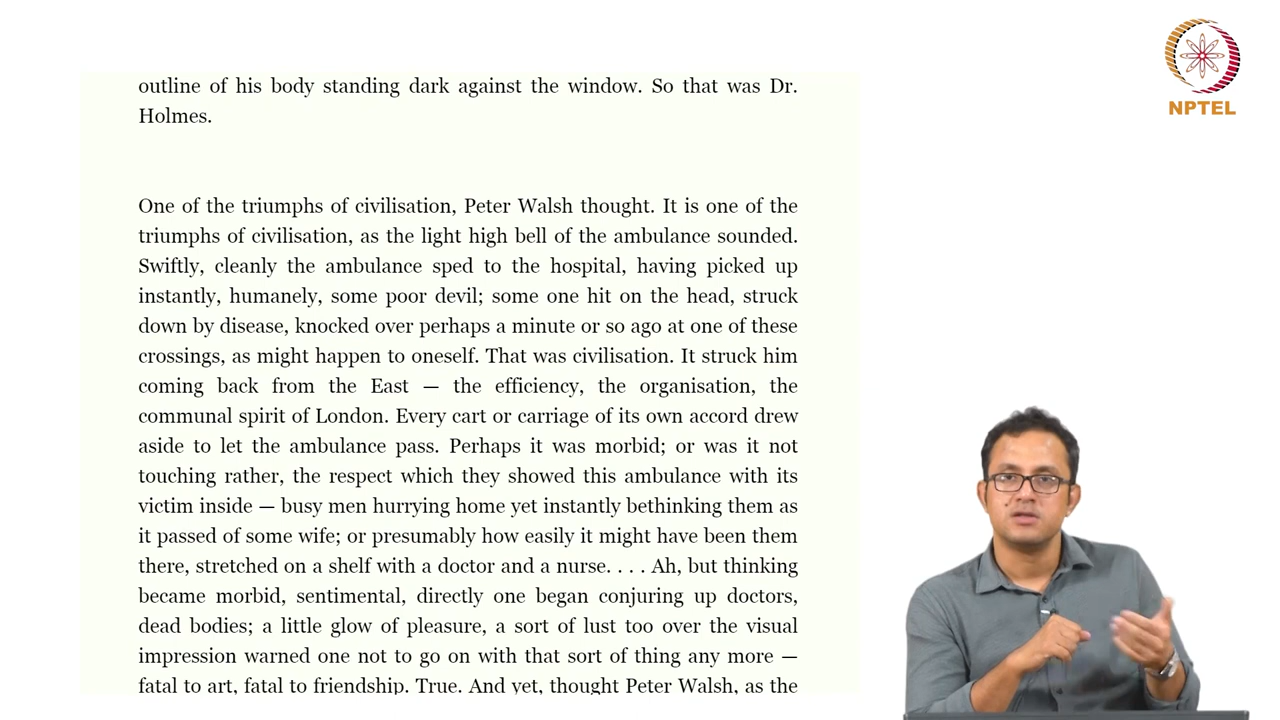 outline of his body standing dark against the window. So that was Dr.
Holmes.
One of the triumphs of civilisation, Peter Walsh thought. It is one of the
triumphs of civilisation, as the light high bell of the ambulance sounded.
Swiftly, cleanly the ambulance sped to the hospital, having picked up
instantly, humanely, some poor devil; some one hit on the head, struck
down by disease, knocked over perhaps a minute or so ago at one of these
crossings, as might happen to oneself. That was civilisation. It struck him
coming back from the East — the efficiency, the organisation, the
communal spirit of London. Every cart or carriage of its own accord drew
aside to let the ambulance pass. Perhaps it was morbid; or was it not
touching rather, the respect which they showed this ambulance with its
victim inside — busy men hurrying home yet instantly bethinking them as
it passed of some wife; or presumably how easily it might have been them
there, stretched on a shelf with a doctor and a nurse. . . . Ah, but thinking
became morbid, sentimental, directly one began conjuring up doctors,
dead bodies; a little glow of pleasure, a sort of lust too over the visual
impression warned one not to go on with that sort of thing any more —
fatal to art, fatal to friendship. True. And yet, thought Peter Walsh, as the
NPTEL